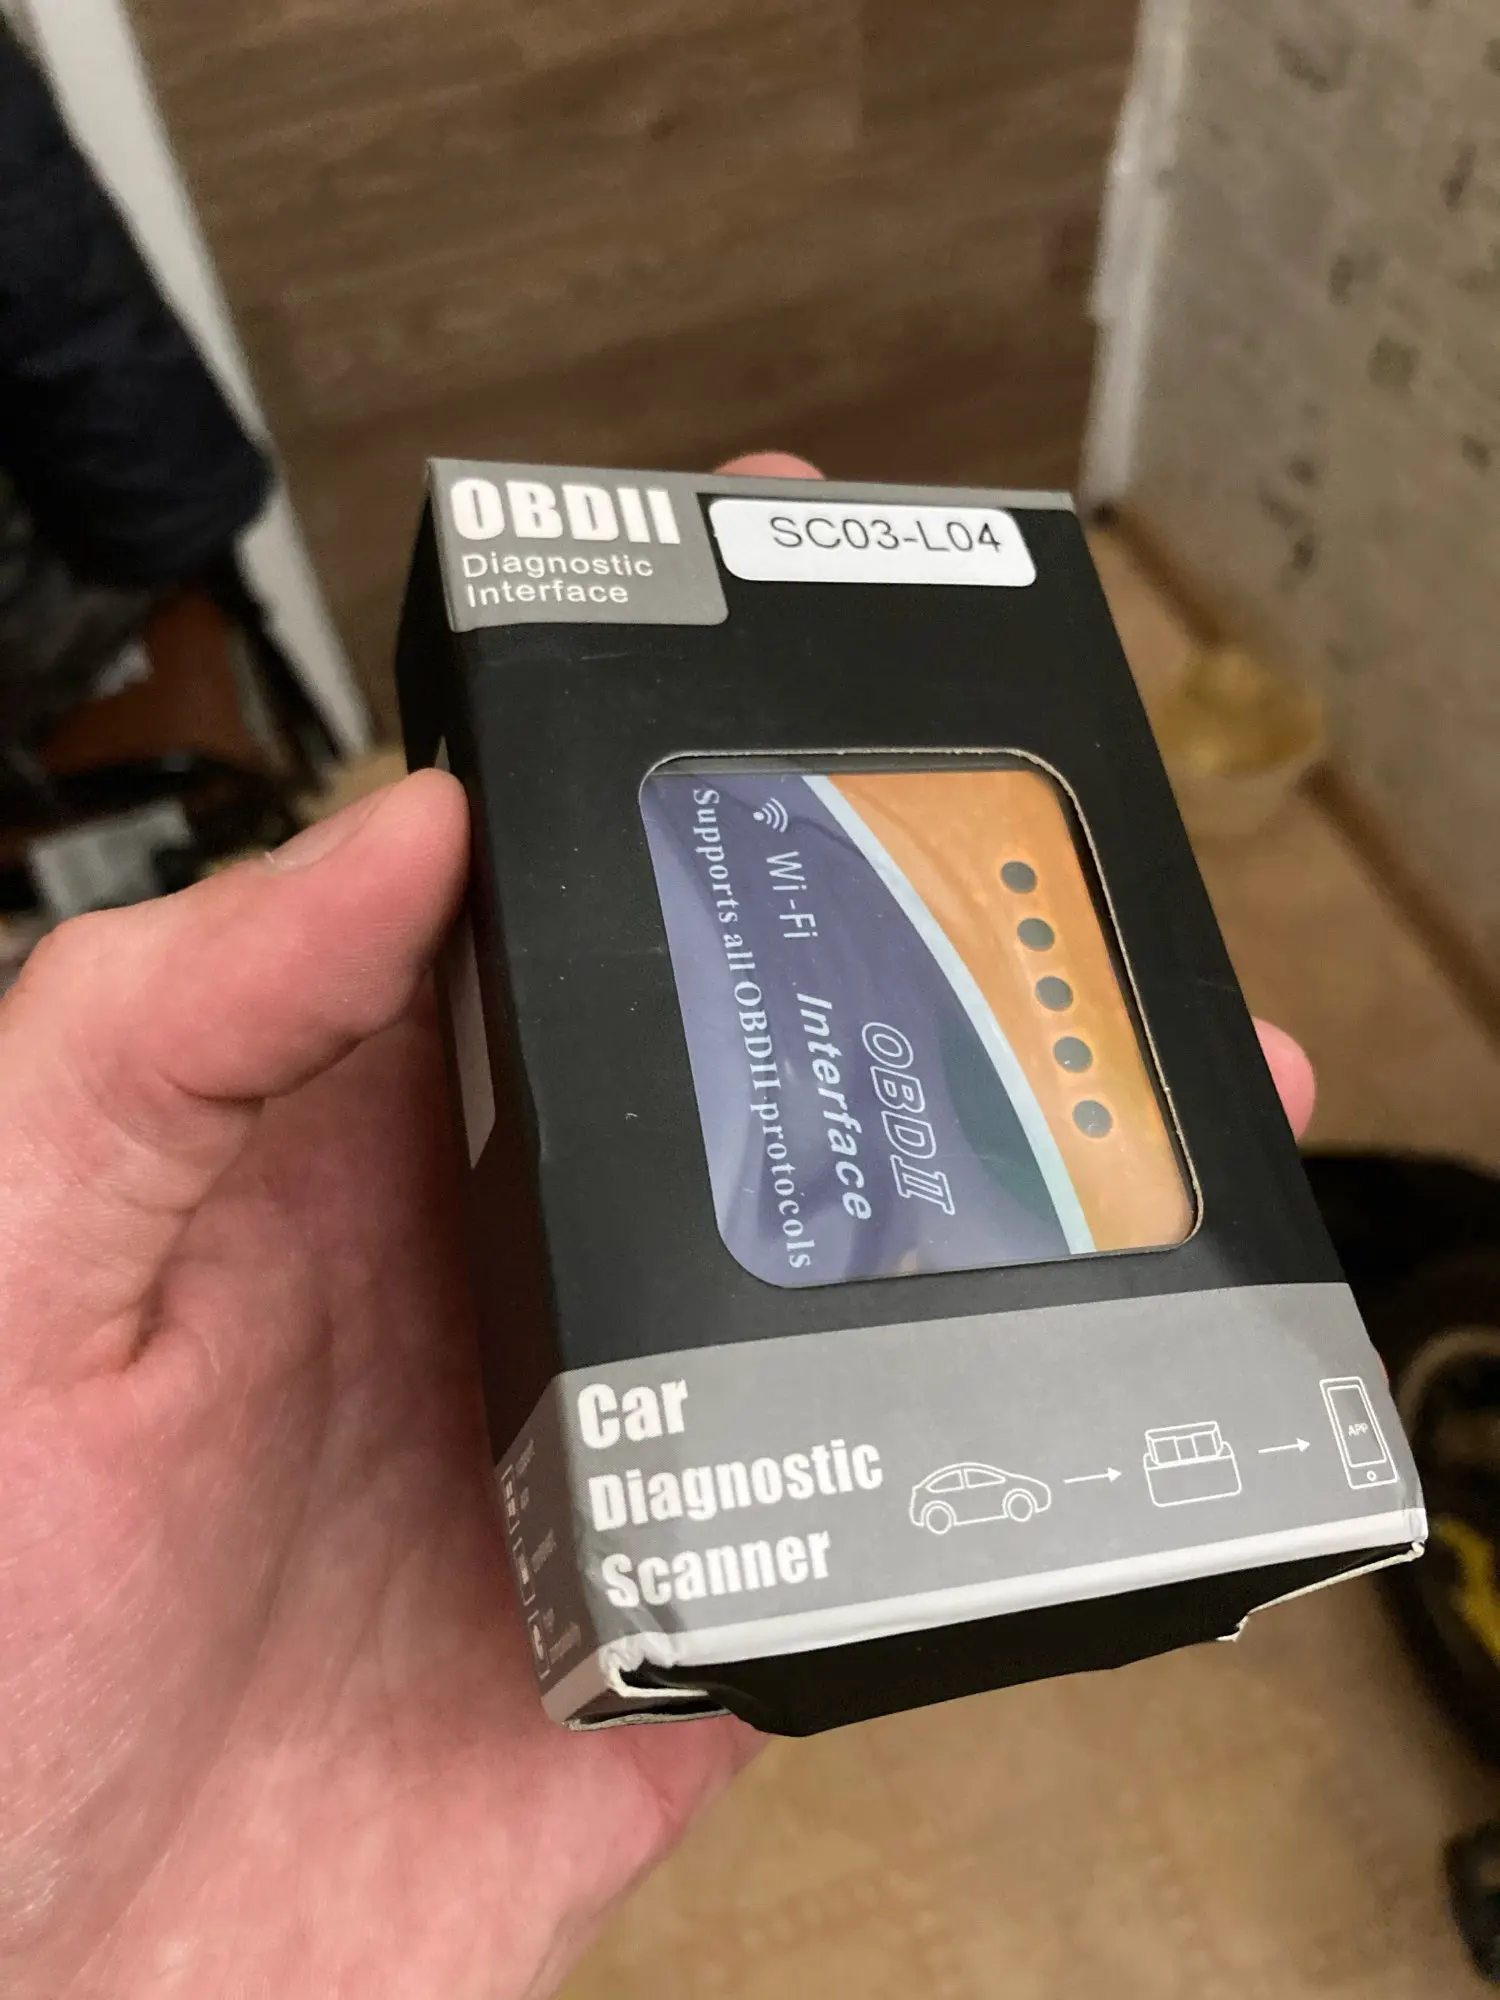 OBDII
Diagnostic
Interface
SC03-L04
OBDII
Wi-Fi Interface
Supports all OBDII protocols
Car
Diagnostic
Scanner
APP